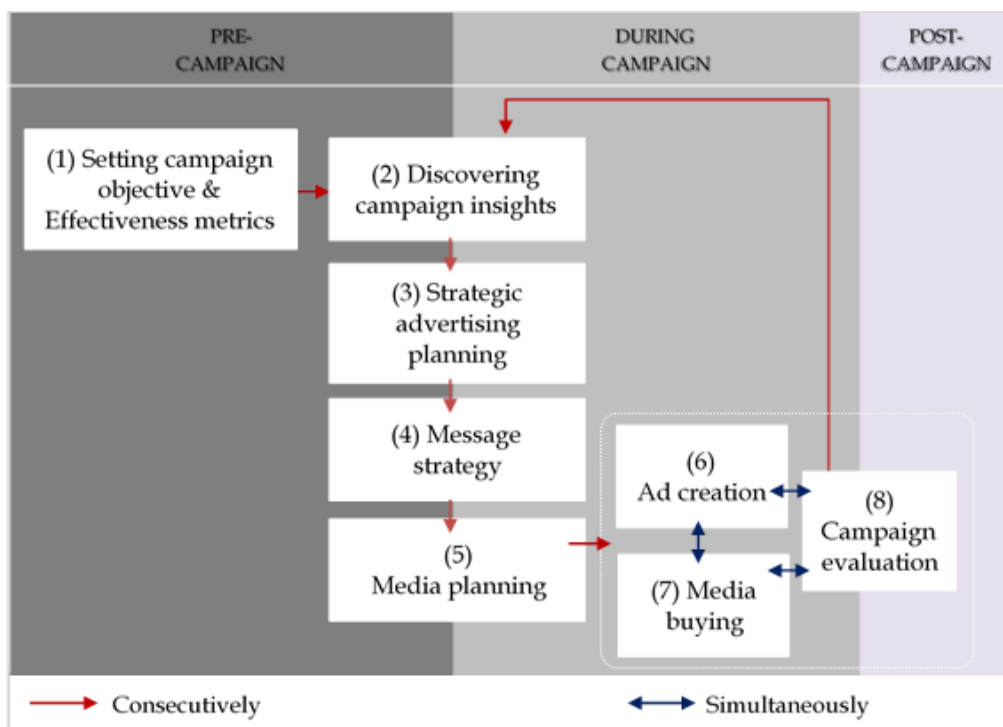 PRE-
CAMPAIGN
DURING
CAMPAIGN
POST-
CAMPAIGN
(1) Setting campaign
objective &
Effectiveness metrics
(2) Discovering
campaign insights
(3) Strategic
advertising
planning
(4) Message
strategy
(5)
Media planning
(6)
Ad creation
(7) Media
buying
(8)
Campaign
evaluation
Consecutively
Simultaneously